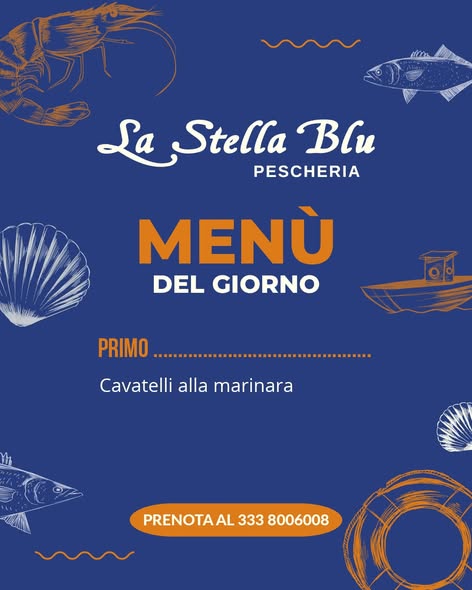 La Stella Blu
PESCHERIA
MENÙ
DEL GIORNO
PRIMO ..........................................
Cavatelli alla marinara
PRENOTA AL 333 8006008